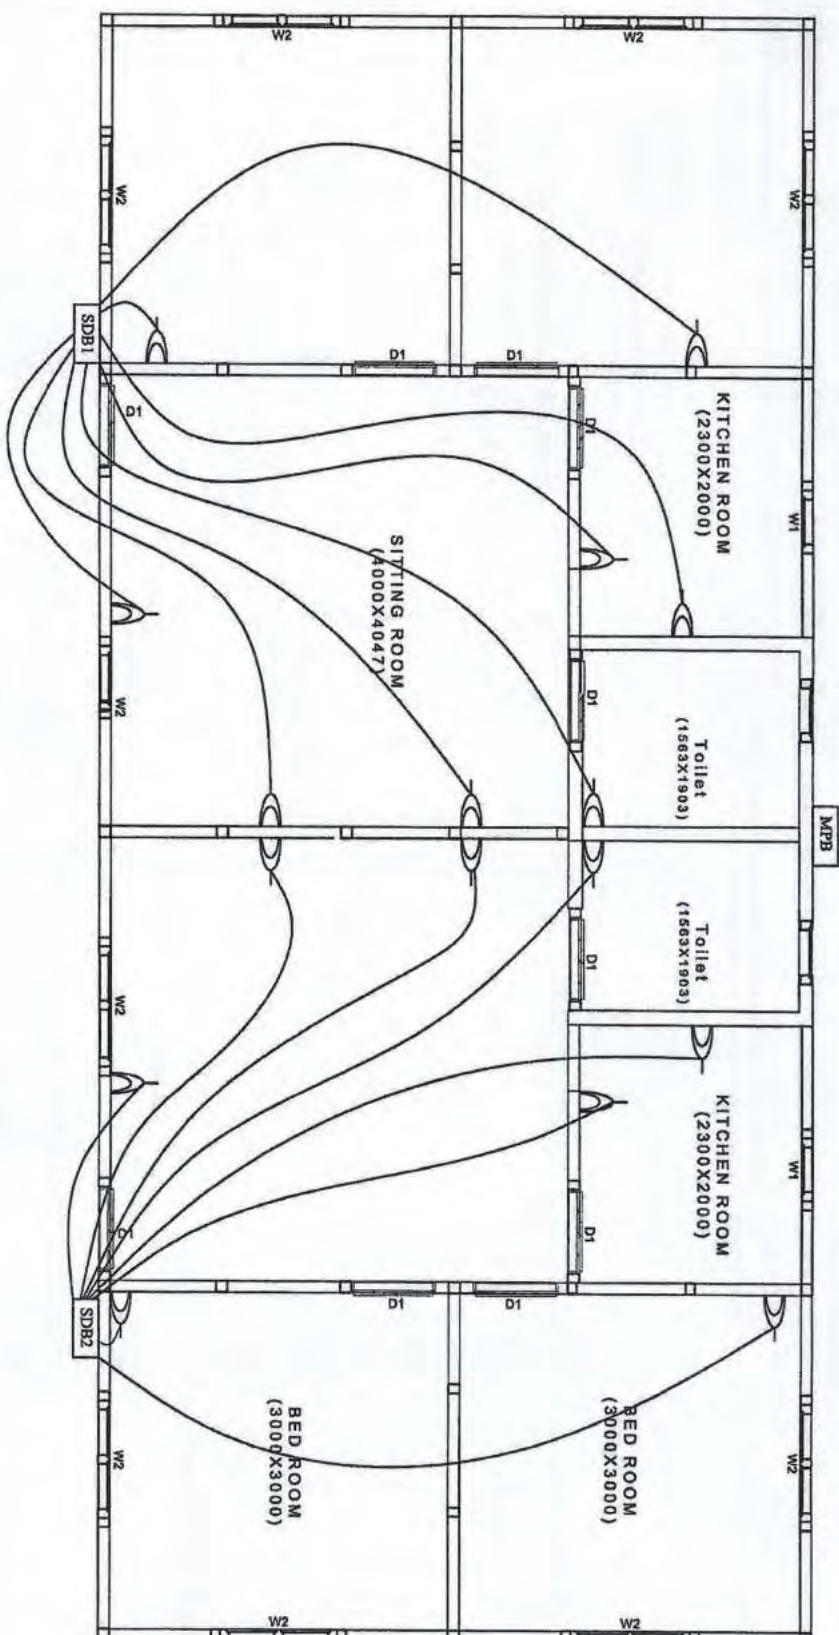 W2
W2
W2
W2
SDB1
D1
D1
D1
D1
KITCHEN ROOM
(2300X2000)
W1
SITTING ROOM
(4000X4047)
W2
D1
Toilet
(1563X1903)
MPB
Toilet
(1563X1903)
D1
W2
KITCHEN ROOM
(2300X2000)
W1
D1
D1
SDB2
D1
D1
BED ROOM
(3000X3000)
BED ROOM
(3000X3000)
W2
W2
W2
W2